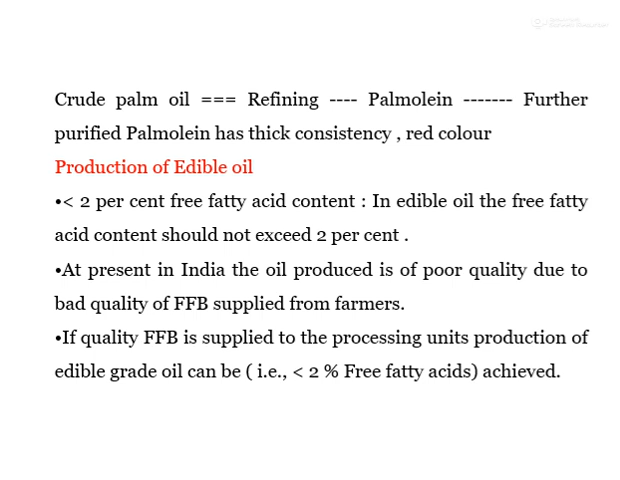 Crude palm oil === Refining ---- Palmolein ------- Further
purified Palmolein has thick consistency , red colour
Production of Edible oil
•< 2 per cent free fatty acid content : In edible oil the free fatty
acid content should not exceed 2 per cent .
•At present in India the oil produced is of poor quality due to
bad quality of FFB supplied from farmers.
•If quality FFB is supplied to the processing units production of
edible grade oil can be ( i.e., < 2 % Free fatty acids) achieved.